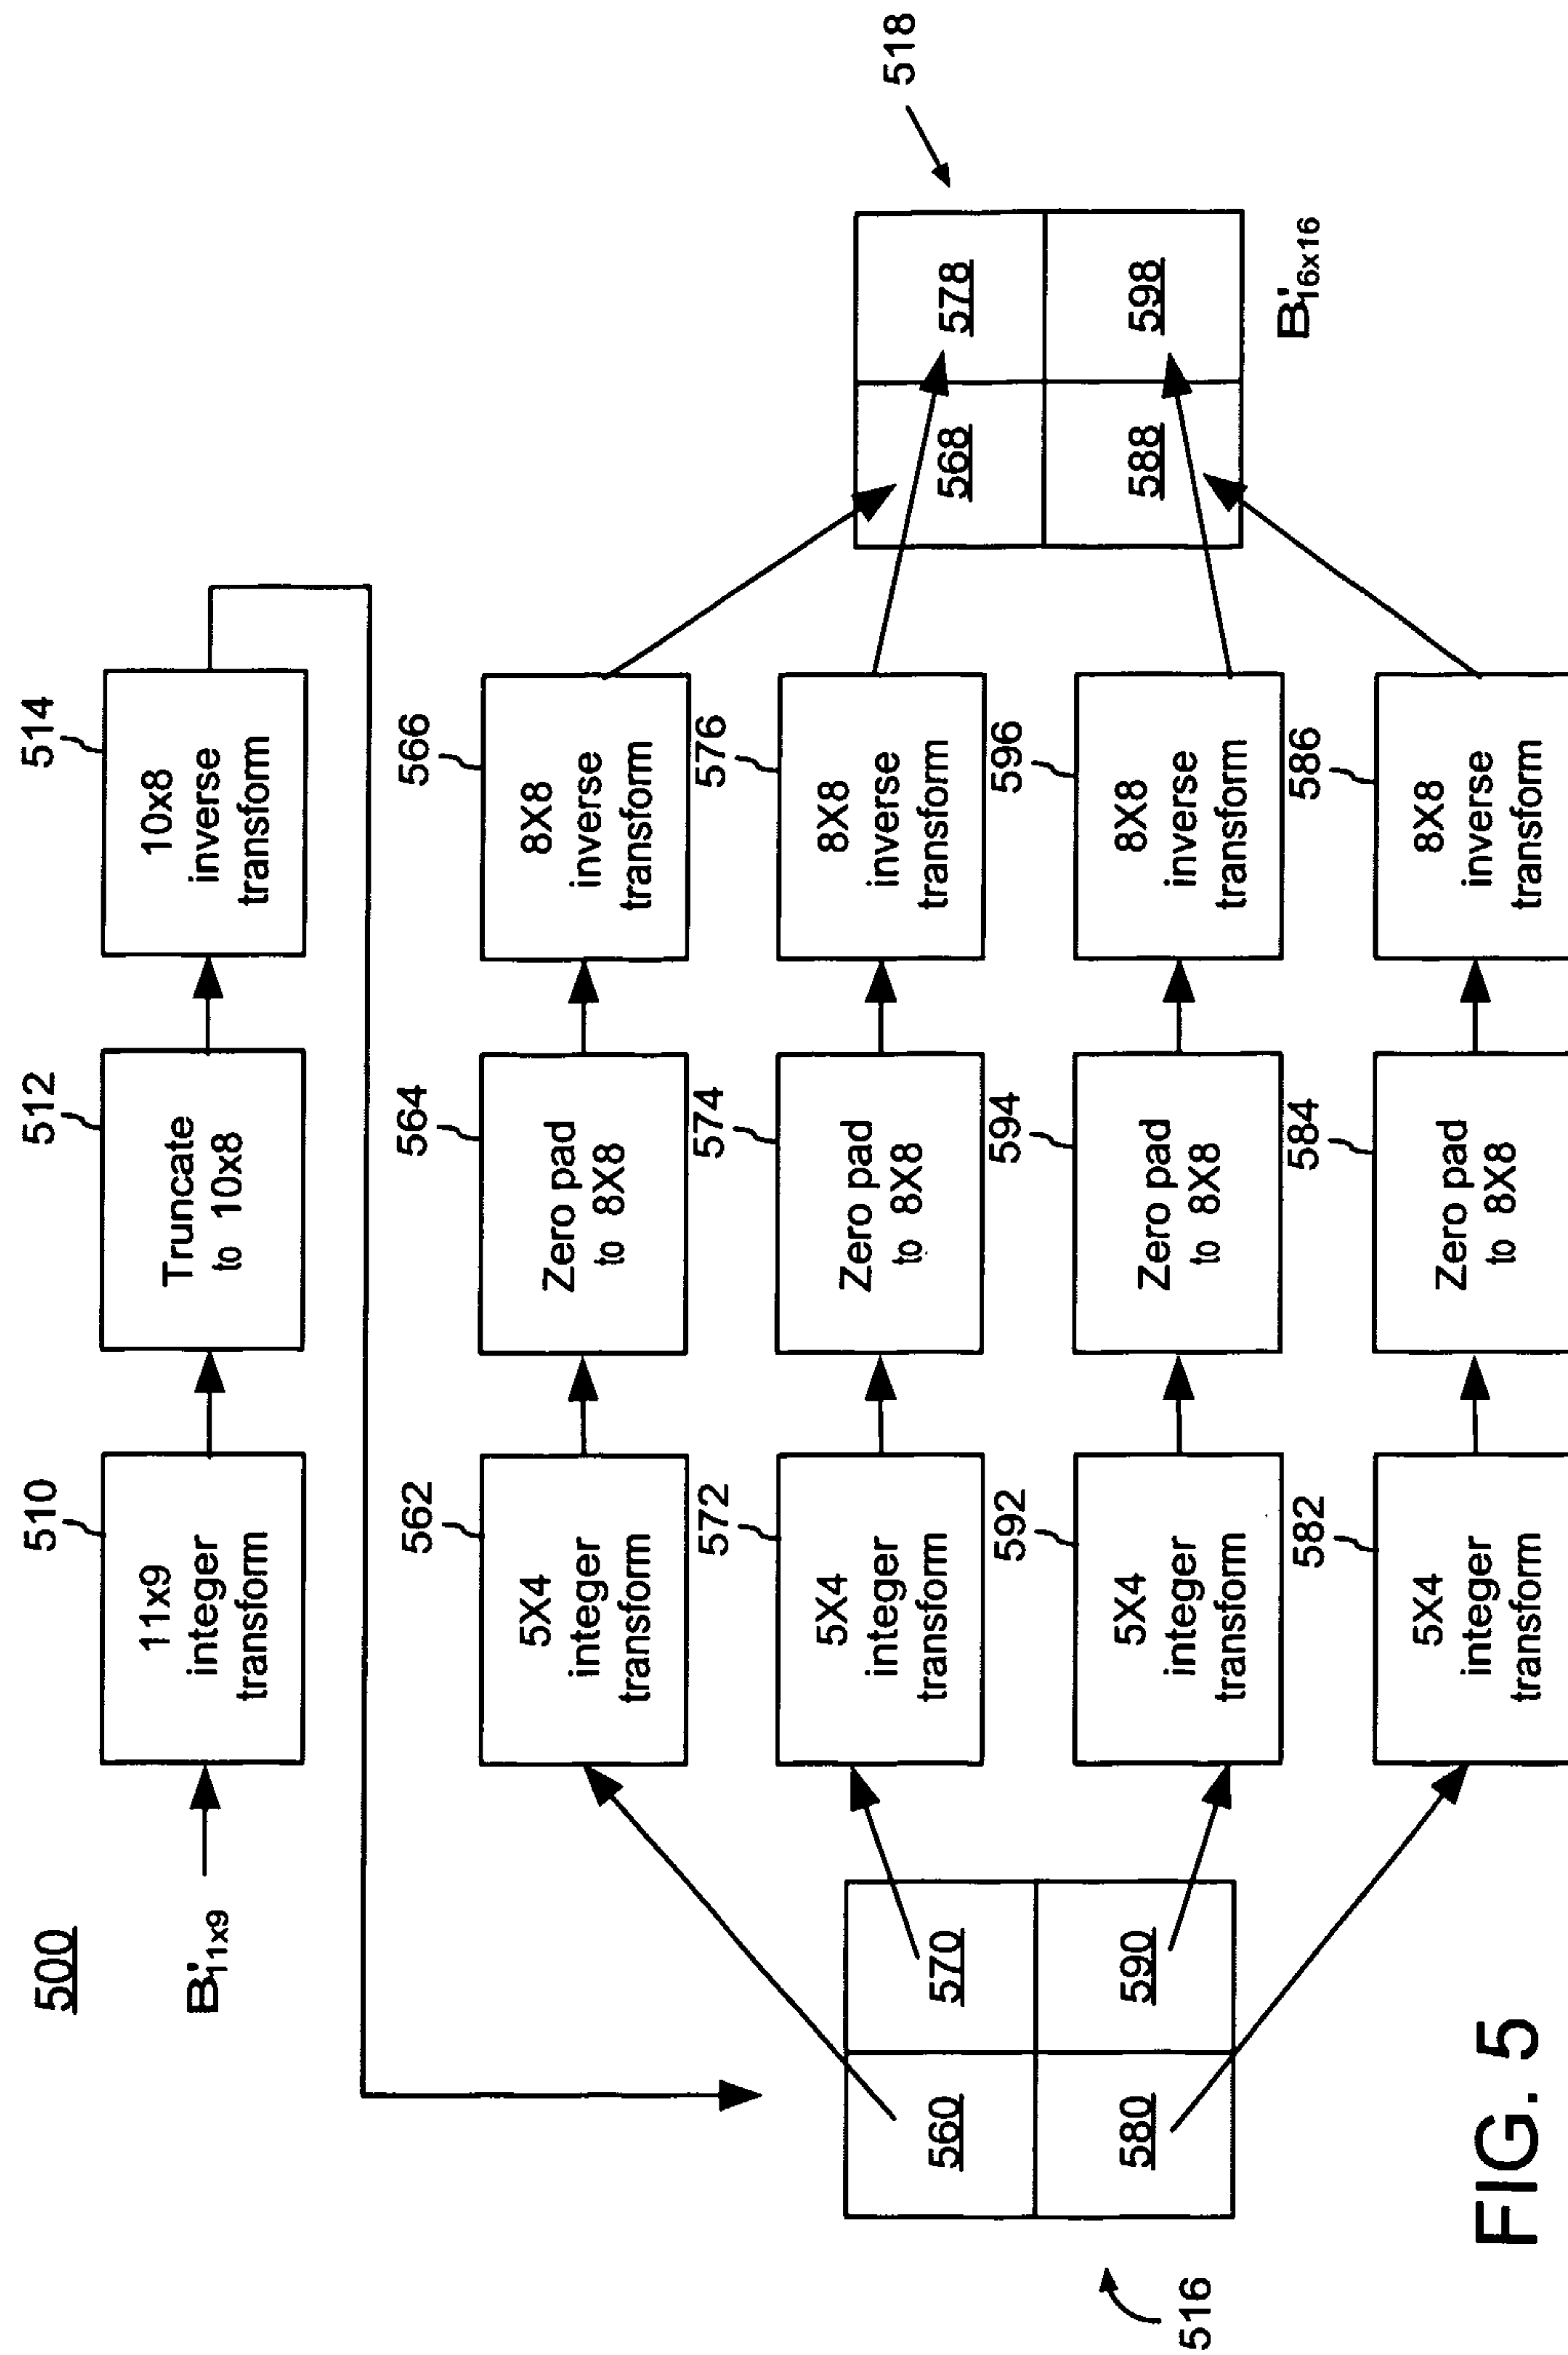 500
B'11x9
510
11x9
integer
transform
512
Truncate
to 10x8
514
10x8
inverse
transform
516
560
570
580
590
562
5X4
integer
transform
564
Zero pad
to 8X8
566
8X8
inverse
transform
572
5X4
integer
transform
574
Zero pad
to 8X8
576
8X8
inverse
transform
592
5X4
integer
transform
594
Zero pad
to 8X8
596
8X8
inverse
transform
582
5X4
integer
transform
584
Zero pad
to 8X8
586
8X8
inverse
transform
518
568
578
588
598
B'16x16
FIG. 5